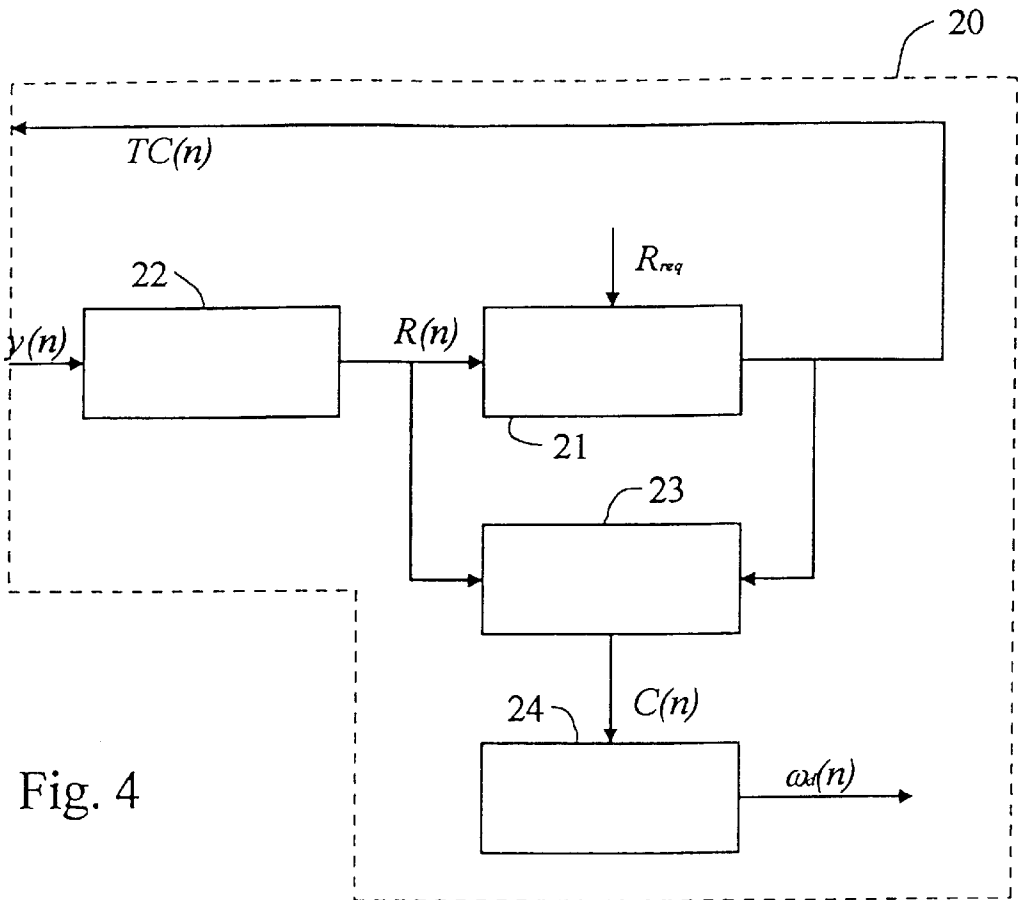 20
TC(n)
22
R_req
y(n)
R(n)
21
23
24
C(n)
ω_d(n)
Fig. 4